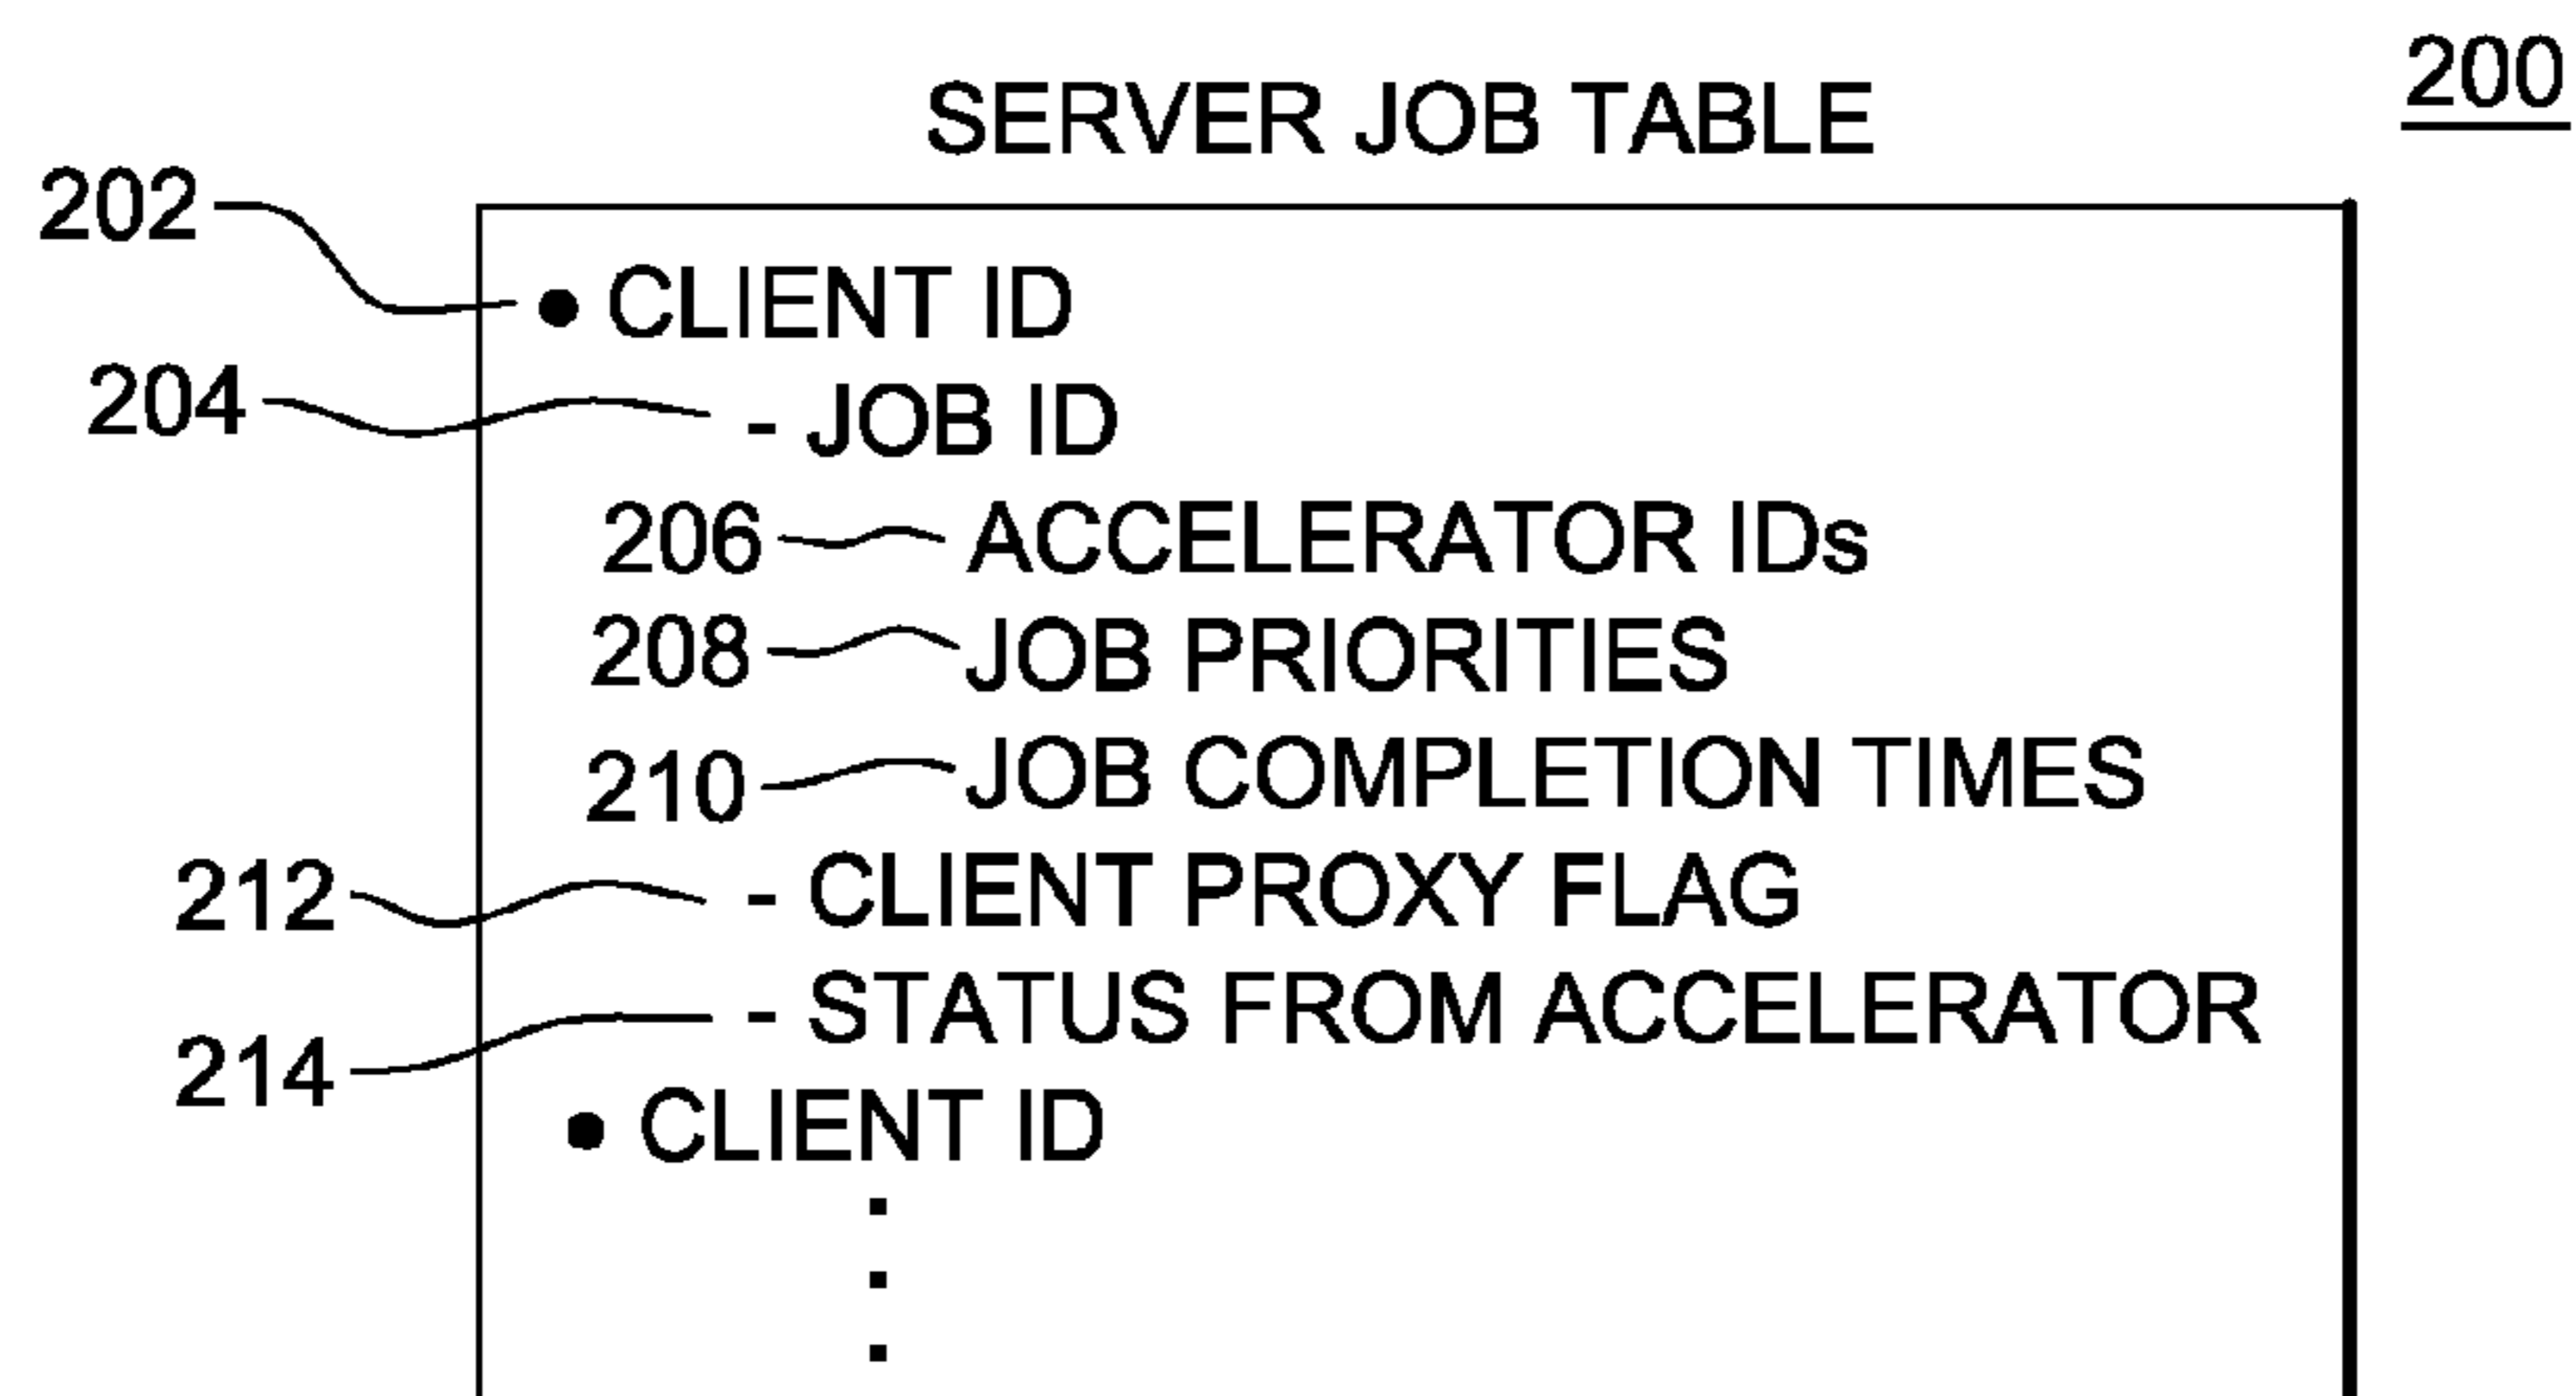 200
SERVER JOB TABLE
202 ● CLIENT ID
204 - JOB ID
206 ACCELERATOR IDs
208 JOB PRIORITIES
210 JOB COMPLETION TIMES
212 - CLIENT PROXY FLAG
214 - STATUS FROM ACCELERATOR
● CLIENT ID